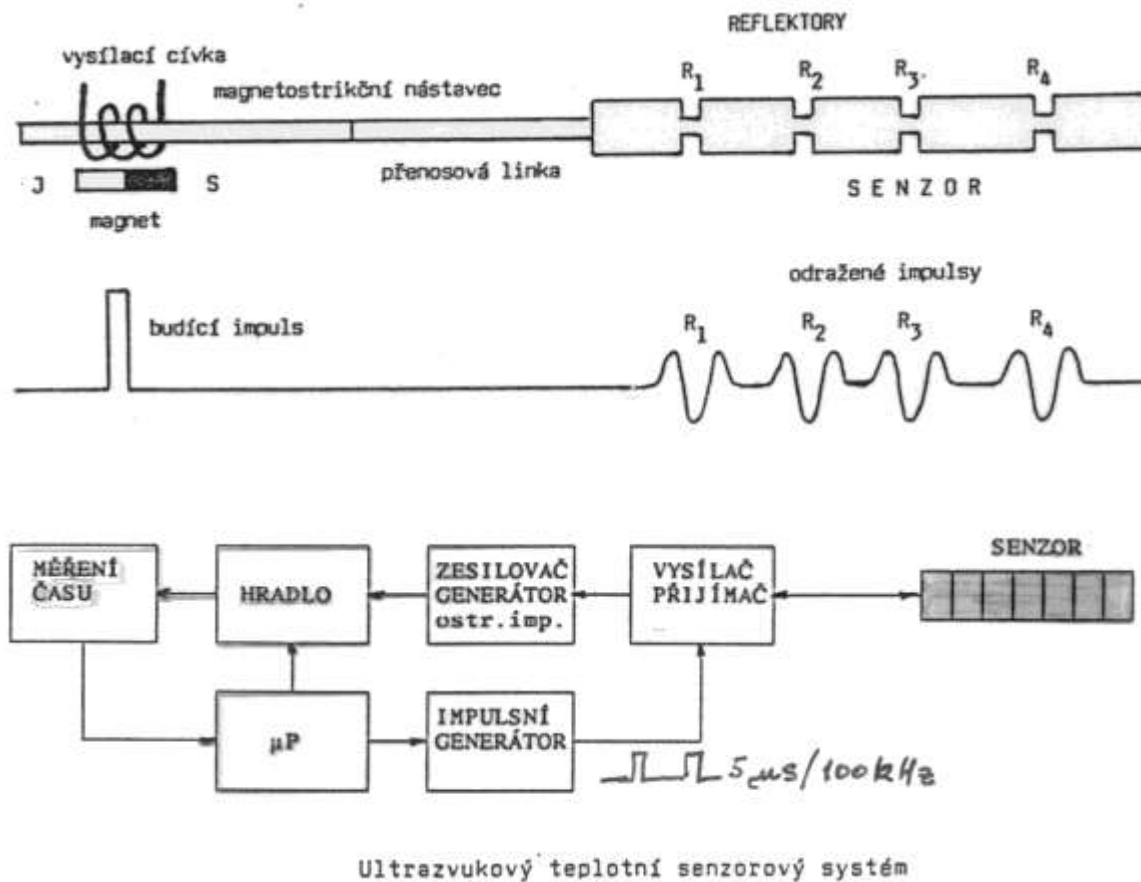 REFLEKTORY
vysílací cívka
R1 R2 R3 R4
magnetostrikční nástavec
přenosová linka
J S
SENZOR
magnet
odražené impulsy
budící impuls
R1 R2 R3 R4
SENZOR
MĚŘENÍ
ČASU
HRADLO
ZESILOVAČ
GENERÁTOR
ostr.imp.
VYSÍLAČ
PŘIJÍMAČ
µP
IMPULSNÍ
GENERÁTOR
5 µs/100kHz
Ultrazvukový teplotní senzorový systém